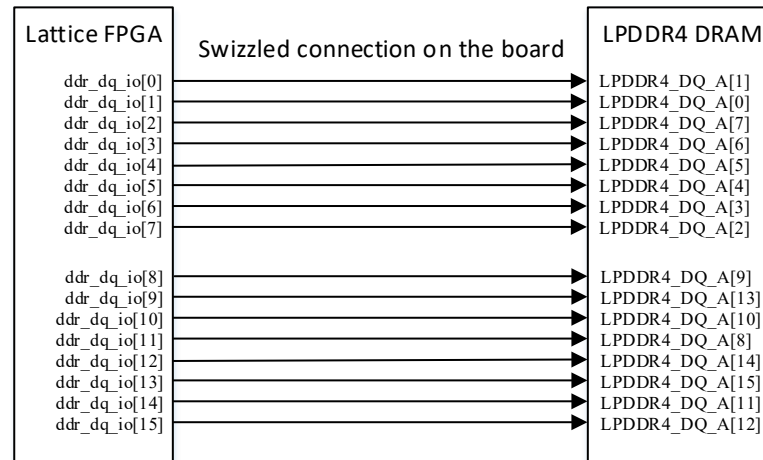 Lattice FPGA
Swizzled connection on the board
LPDDR4 DRAM
ddr_dq_io[0] LPDDR4_DQ_A[1]
ddr_dq_io[1] LPDDR4_DQ_A[0]
ddr_dq_io[2] LPDDR4_DQ_A[7]
ddr_dq_io[3] LPDDR4_DQ_A[6]
ddr_dq_io[4] LPDDR4_DQ_A[5]
ddr_dq_io[5] LPDDR4_DQ_A[4]
ddr_dq_io[6] LPDDR4_DQ_A[3]
ddr_dq_io[7] LPDDR4_DQ_A[2]
ddr_dq_io[8] LPDDR4_DQ_A[9]
ddr_dq_io[9] LPDDR4_DQ_A[13]
ddr_dq_io[10] LPDDR4_DQ_A[10]
ddr_dq_io[11] LPDDR4_DQ_A[8]
ddr_dq_io[12] LPDDR4_DQ_A[14]
ddr_dq_io[13] LPDDR4_DQ_A[15]
ddr_dq_io[14] LPDDR4_DQ_A[11]
ddr_dq_io[15] LPDDR4_DQ_A[12]